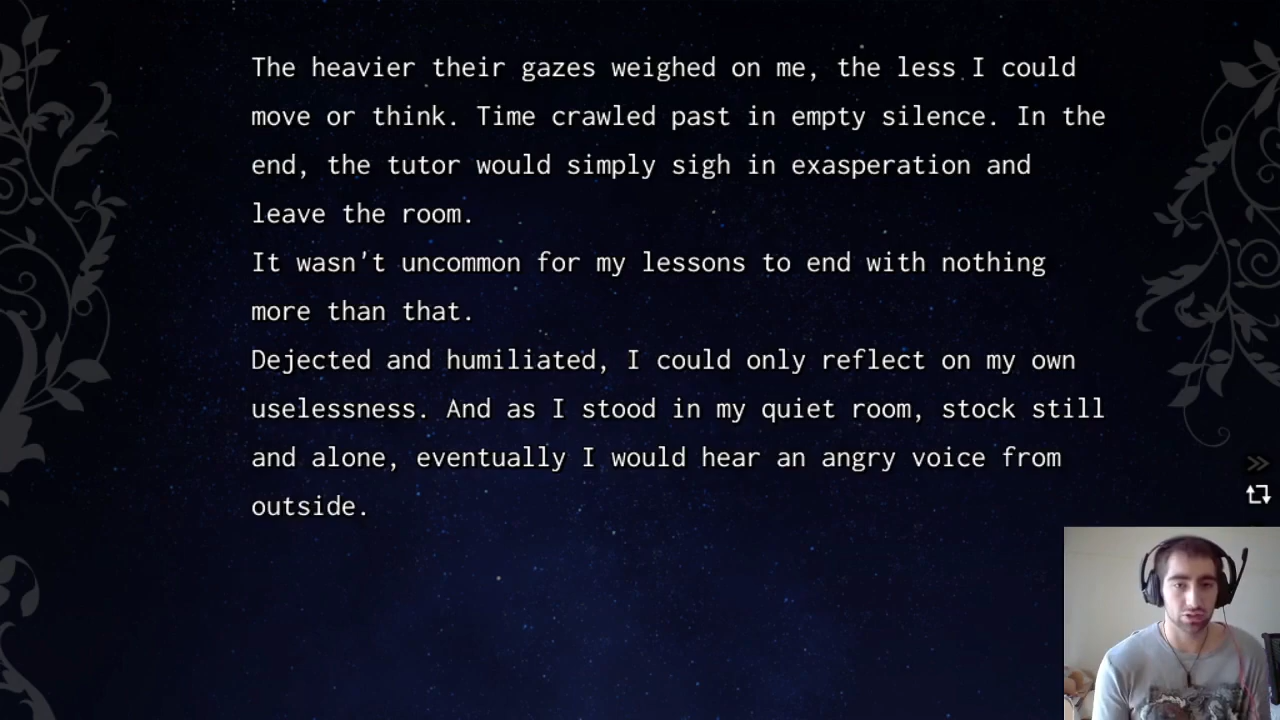 The heavier their gazes weighed on me, the less I could
move or think. Time crawled past in empty silence. In the
end, the tutor would simply sigh in exasperation and
leave the room.
It wasn't uncommon for my lessons to end with nothing
more than that.
Dejected and humiliated, I could only reflect on my own
uselessness. And as I stood in my quiet room, stock still
and alone, eventually I would hear an angry voice from
outside.